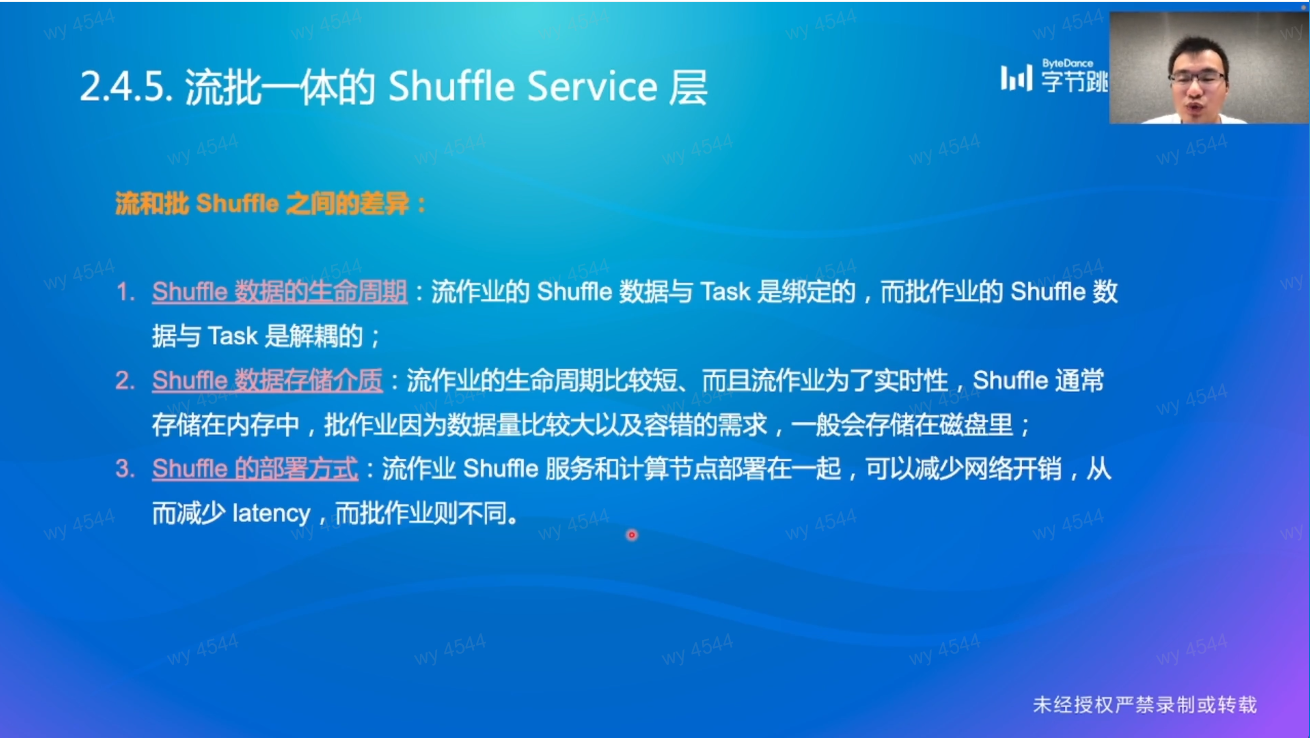 2.4.5. 流批一体的 Shuffle Service 层
ByteDance
字节跳
流和批 Shuffle 之间的差异：
1. Shuffle 数据的生命周期：流作业的 Shuffle 数据与 Task 是绑定的，而批作业的 Shuffle 数
据与 Task 是解耦的；
2. Shuffle 数据存储介质：流作业的生命周期比较短、而且流作业为了实时性，Shuffle 通常
存储在内存中，批作业因为数据量比较大以及容错的需求，一般会存储在磁盘里；
3. Shuffle 的部署方式：流作业 Shuffle 服务和计算节点部署在一起，可以减少网络开销，从
而减少 latency，而批作业则不同。
未经授权严禁录制或转载
wy 4544